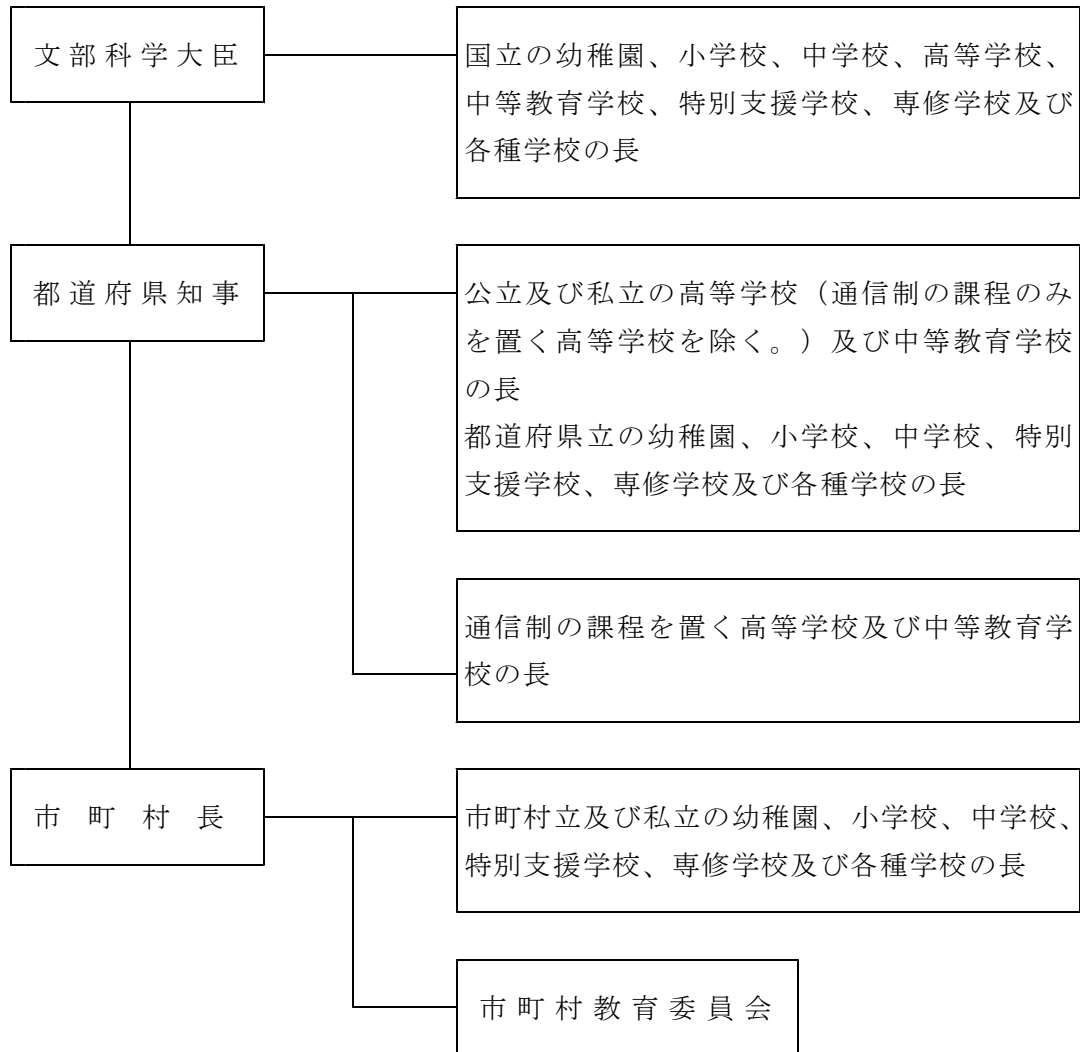 文部科学大臣
国立の幼稚園、小学校、中学校、高等学校、
中等教育学校、特別支援学校、専修学校及び
各種学校の長
都道府県知事
公立及び私立の高等学校（通信制の課程のみ
を置く高等学校を除く。）及び中等教育学校
の長
都道府県立の幼稚園、小学校、中学校、特別
支援学校、専修学校及び各種学校の長
通信制の課程を置く高等学校及び中等教育学
校の長
市町村長
市町村立及び私立の幼稚園、小学校、中学校、
特別支援学校、専修学校及び各種学校の長
市町村教育委員会